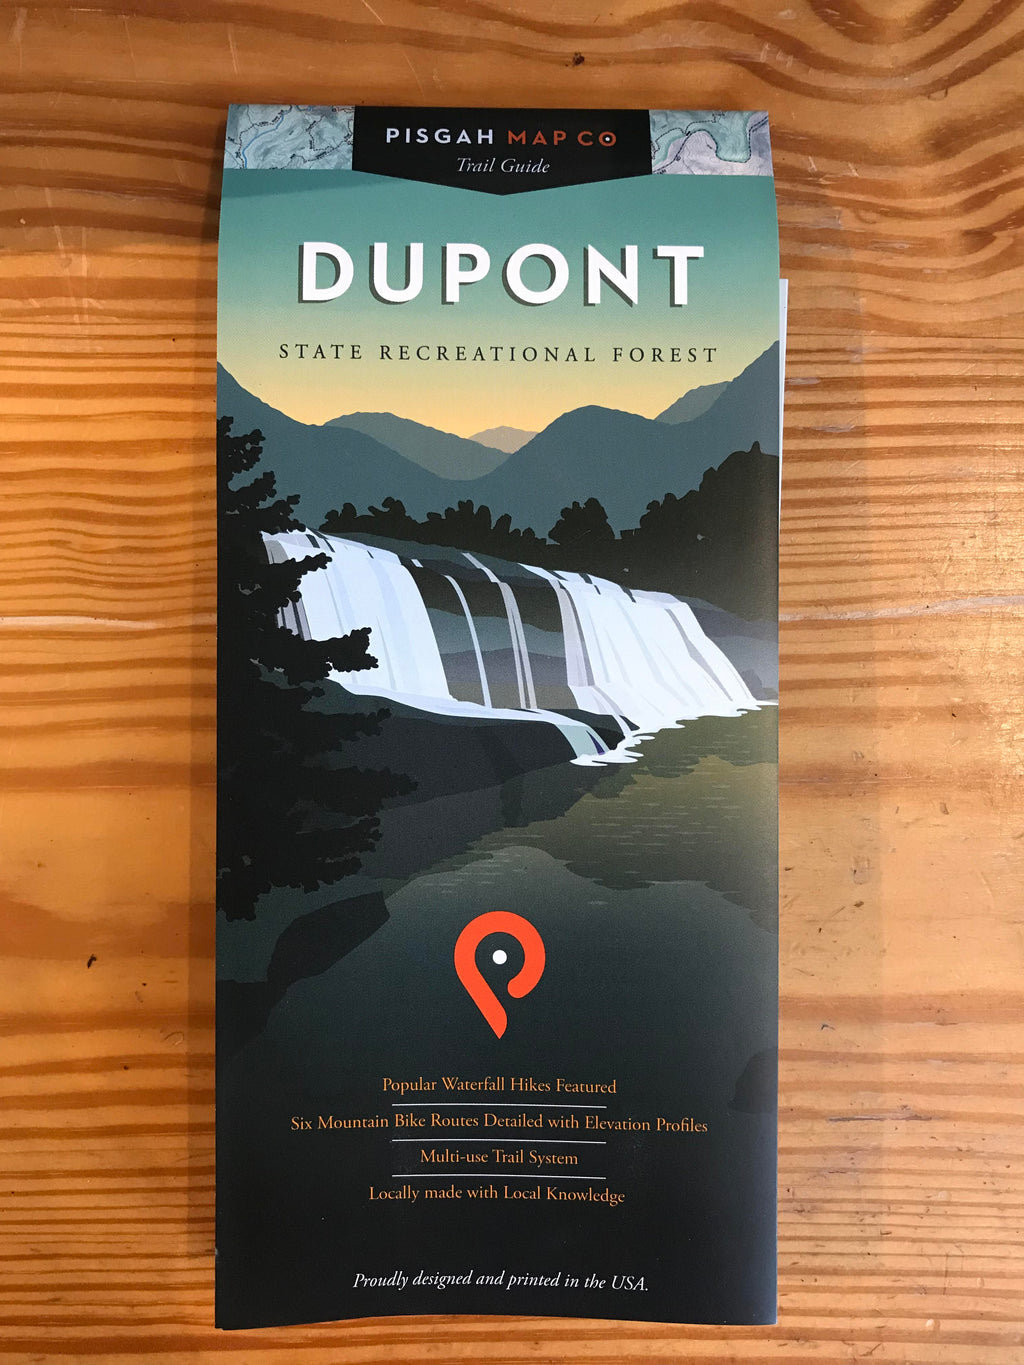 PISGAH MAP CO
Trail Guide
DUPONT
STATE RECREATIONAL FOREST
Popular Waterfall Hikes Featured
Six Mountain Bike Routes Detailed with Elevation Profiles
Multi-use Trail System
Locally made with Local Knowledge
Proudly designed and printed in the USA.